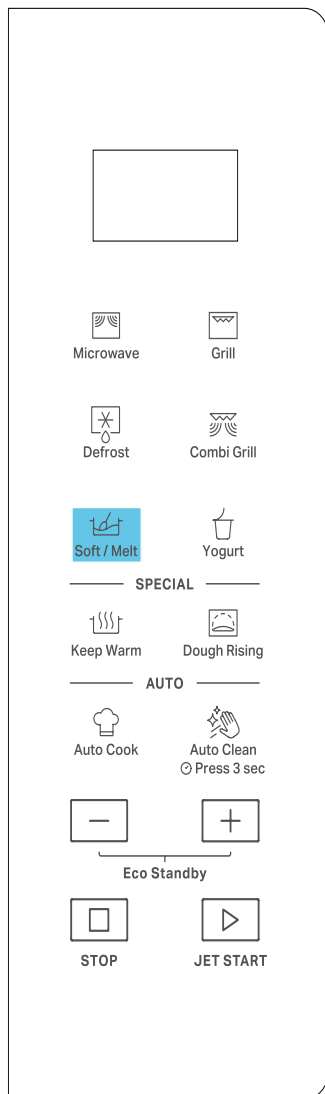 Microwave Grill
Defrost Combi Grill
Soft / Melt Yogurt
SPECIAL
Keep Warm Dough Rising
AUTO
Auto Cook Auto Clean
Press 3 sec
Eco Standby
STOP JET START